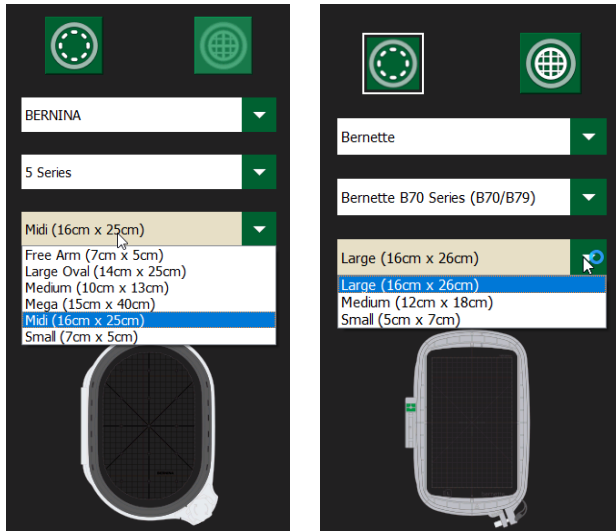 BERNINA
5 Series
Midi (16cm x 25cm)
Free Arm (7cm x 5cm)
Large Oval (14cm x 25cm)
Medium (10cm x 13cm)
Mega (15cm x 40cm)
Midi (16cm x 25cm)
Small (7cm x 5cm)
Bernette
Bernette B70 Series (B70/B79)
Large (16cm x 26cm)
Large (16cm x 26cm)
Medium (12cm x 18cm)
Small (5cm x 7cm)